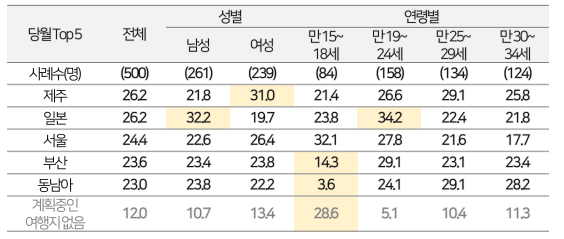 당월Top 5 전체 성별 연령별
남성 여성 만15~18세 만19~24세 만25~29세 만30~34세
사례수(명) (500) (261) (239) (84) (158) (134) (124)
제주 26.2 21.8 31.0 21.4 26.6 29.1 25.8
일본 26.2 32.2 19.7 23.8 34.2 22.4 21.8
서울 24.4 22.6 26.4 32.1 27.8 21.6 17.7
부산 23.6 23.4 23.8 14.3 29.1 23.1 23.4
동남아 23.0 23.8 22.2 3.6 24.1 29.1 28.2
계획중인 여행지 없음 12.0 10.7 13.4 28.6 5.1 10.4 11.3